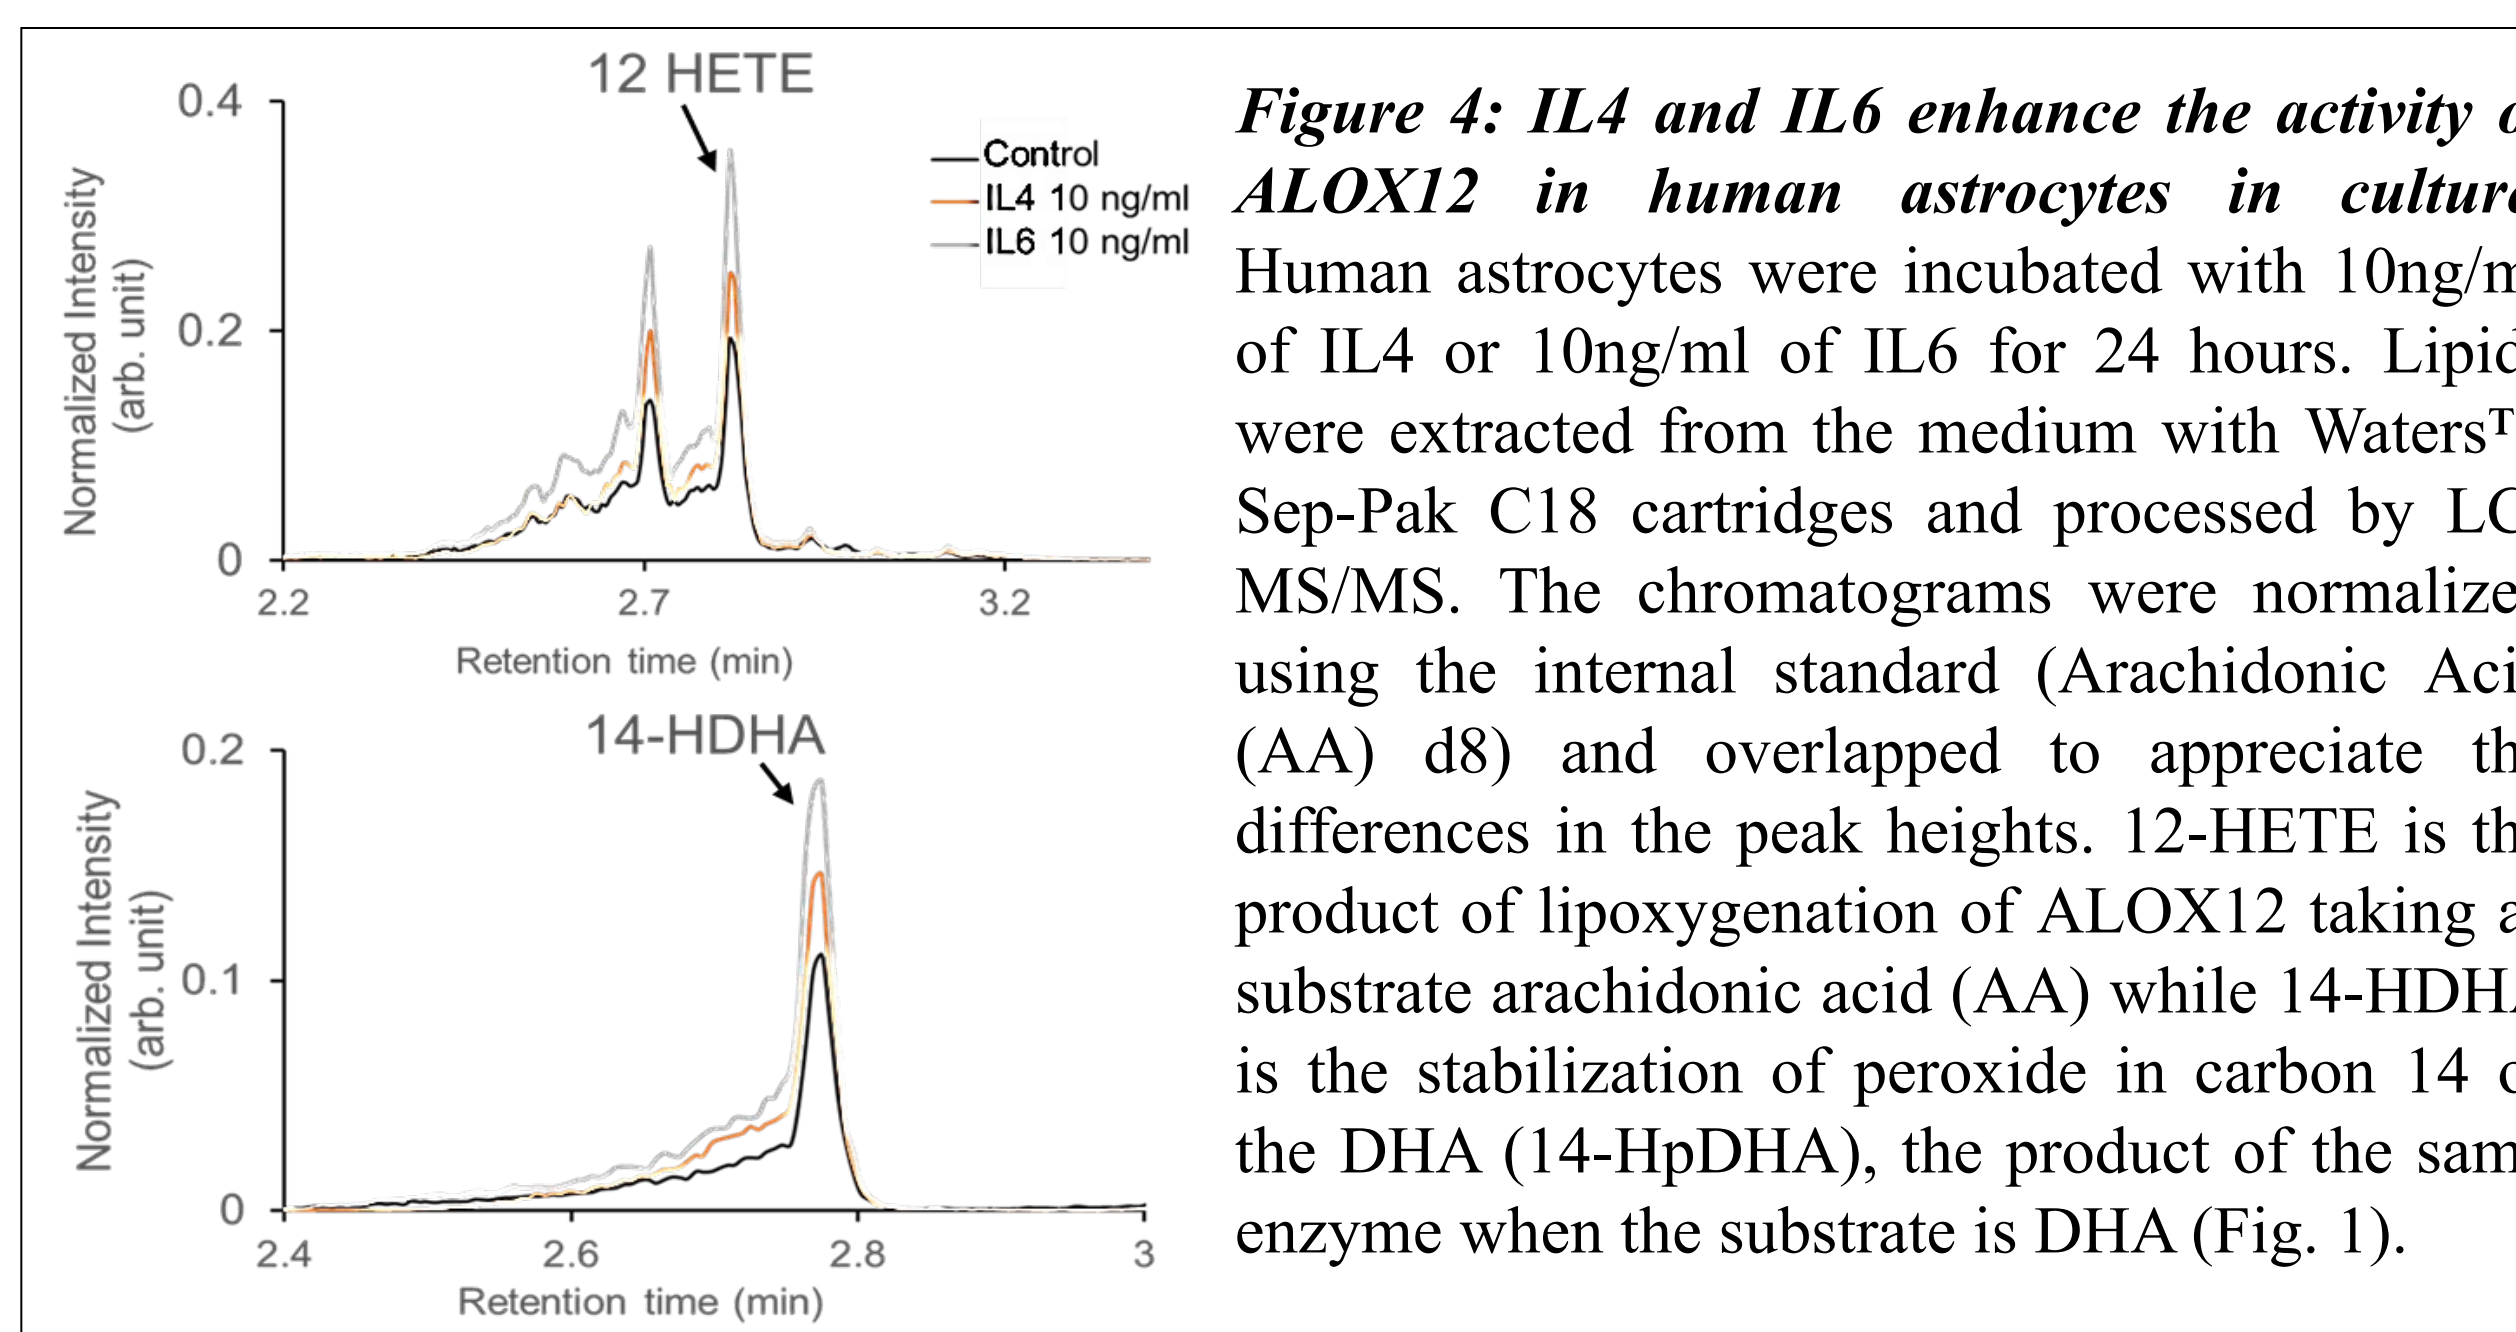 12 HETE
0.4
0.2
0
Normalized Intensity
(arb. unit)
Control
IL4 10 ng/ml
IL6 10 ng/ml
2.2 2.7 3.2
Retention time (min)
14-HDHA
0.2
0.1
0
Normalized Intensity
(arb. unit)
2.4 2.6 2.8 3
Retention time (min)
Figure 4: IL4 and IL6 enhance the activity
ALOX12 in human astrocytes in culture
Human astrocytes were incubated with 10ng/m
of IL4 or 10ng/ml of IL6 for 24 hours. Lipid
were extracted from the medium with Waters™
Sep-Pak C18 cartridges and processed by LC
MS/MS. The chromatograms were normalize
using the internal standard (Arachidonic Aci
(AA) d8) and overlapped to appreciate th
differences in the peak heights. 12-HETE is th
product of lipoxygenation of ALOX12 taking a
substrate arachidonic acid (AA) while 14-HDHA
is the stabilization of peroxide in carbon 14 o
the DHA (14-HpDHA), the product of the sam
enzyme when the substrate is DHA (Fig. 1).